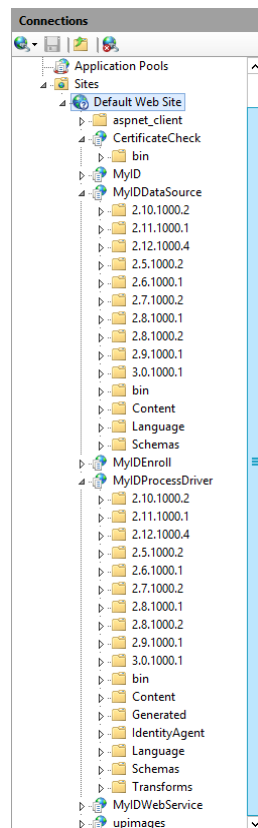 Connections
Application Pools
Sites
Default Web Site
aspnet_client
CertificateCheck
bin
MyID
MyIDDataSource
2.10.1000.2
2.11.1000.1
2.12.1000.4
2.5.1000.2
2.6.1000.1
2.7.1000.2
2.8.1000.1
2.8.1000.2
2.9.1000.1
3.0.1000.1
bin
Content
Language
Schemas
MyIDEnroll
MyIDProcessDriver
2.10.1000.2
2.11.1000.1
2.12.1000.4
2.5.1000.2
2.6.1000.1
2.7.1000.2
2.8.1000.1
2.8.1000.2
2.9.1000.1
3.0.1000.1
bin
Content
Generated
IdentityAgent
Language
Schemas
Transforms
MyIDWebService
upimages